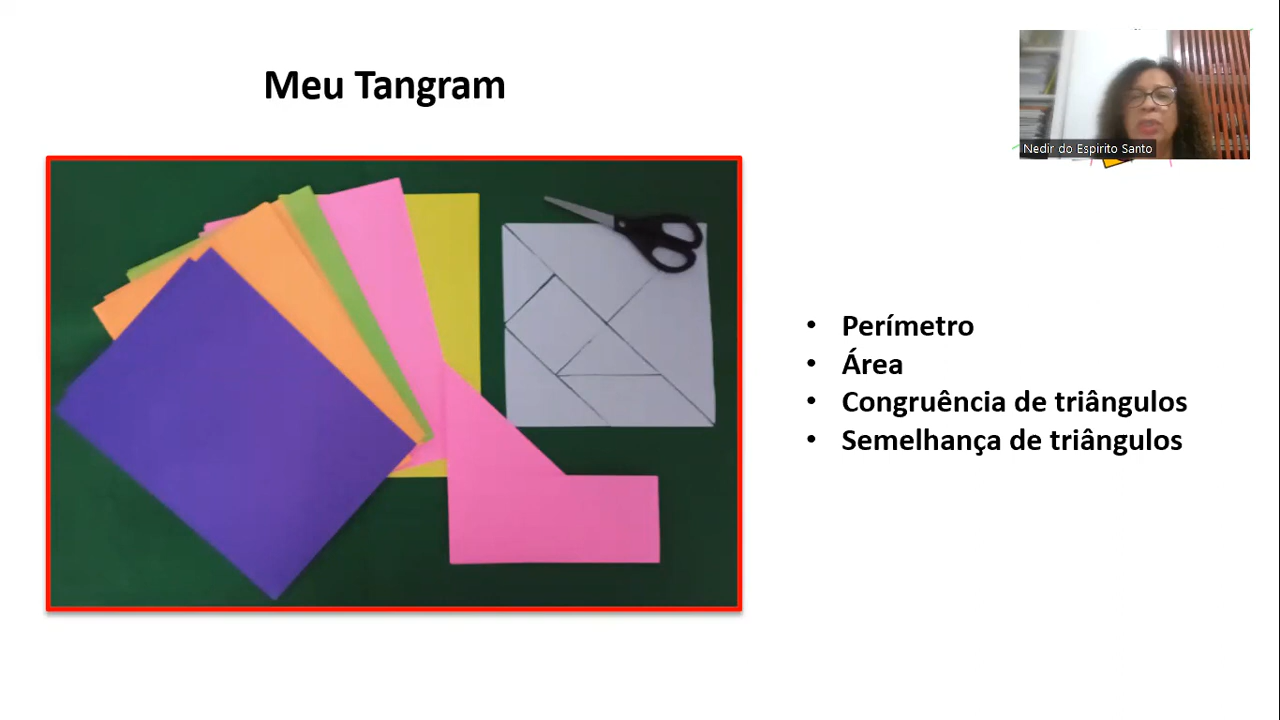 Meu Tangram
Nedir do Espirito Santo
• Perímetro
• Área
• Congruência de triângulos
• Semelhança de triângulos